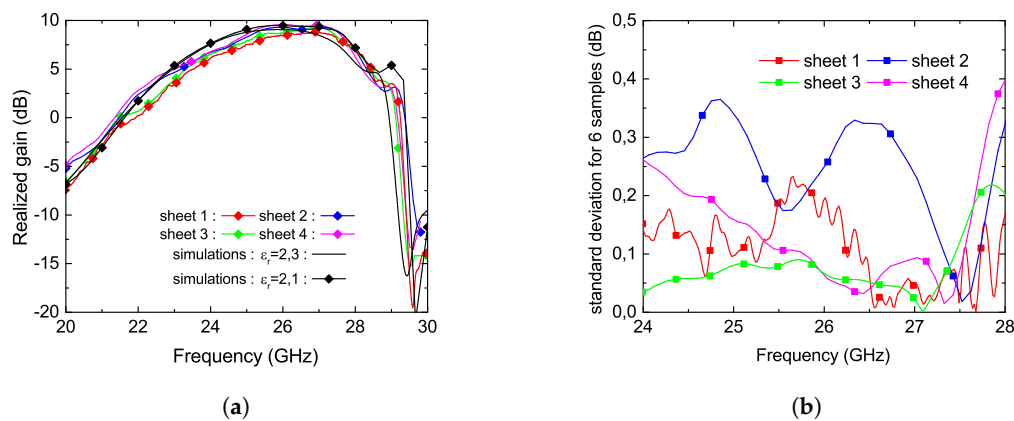 Realized gain (dB)
10
5
0
-5
-10
-15
-20
20
22
24
26
28
30
Frequency (GHz)
sheet 1 : sheet 2 :
sheet 3 : sheet 4 :
simulations : εr=2,3 :
simulations : εr=2,1 :
(a)
standard deviation for 6 samples (dB)
0,5
0,4
0,3
0,2
0,1
0,0
24
25
26
27
28
Frequency (GHz)
sheet 1 sheet 2
sheet 3 sheet 4
(b)